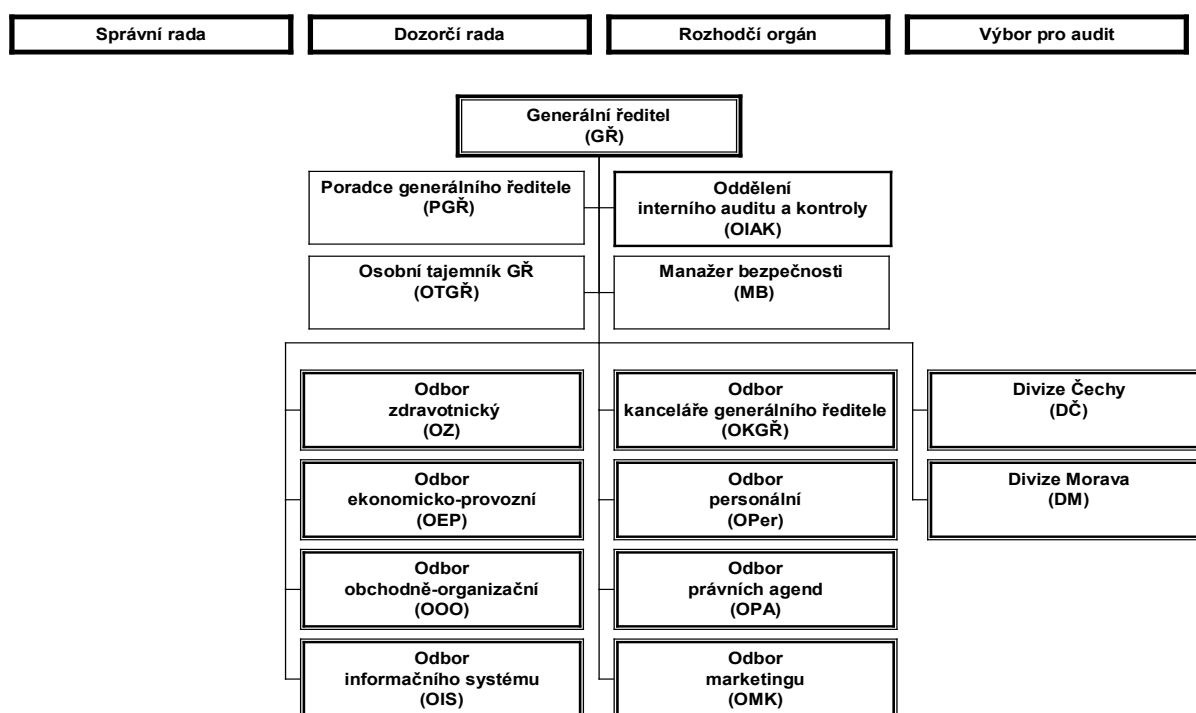 Správní rada
Dozorčí rada
Rozhodčí orgán
Výbor pro audit
Generální ředitel
(GŘ)
Poradce generálního ředitele
(PGŘ)
Oddělení
interního auditu a kontroly
(OIAK)
Osobní tajemník GŘ
(OTGŘ)
Manažer bezpečnosti
(MB)
Odbor
zdravotnický
(OZ)
Odbor
kanceláře generálního ředitele
(OKGŘ)
Divize Čechy
(DČ)
Odbor
ekonomicko-provozní
(OEP)
Odbor
personální
(OPer)
Divize Morava
(DM)
Odbor
obchodně-organizační
(OOO)
Odbor
právních agend
(OPA)
Odbor
informačního systému
(OIS)
Odbor
marketingu
(OMK)